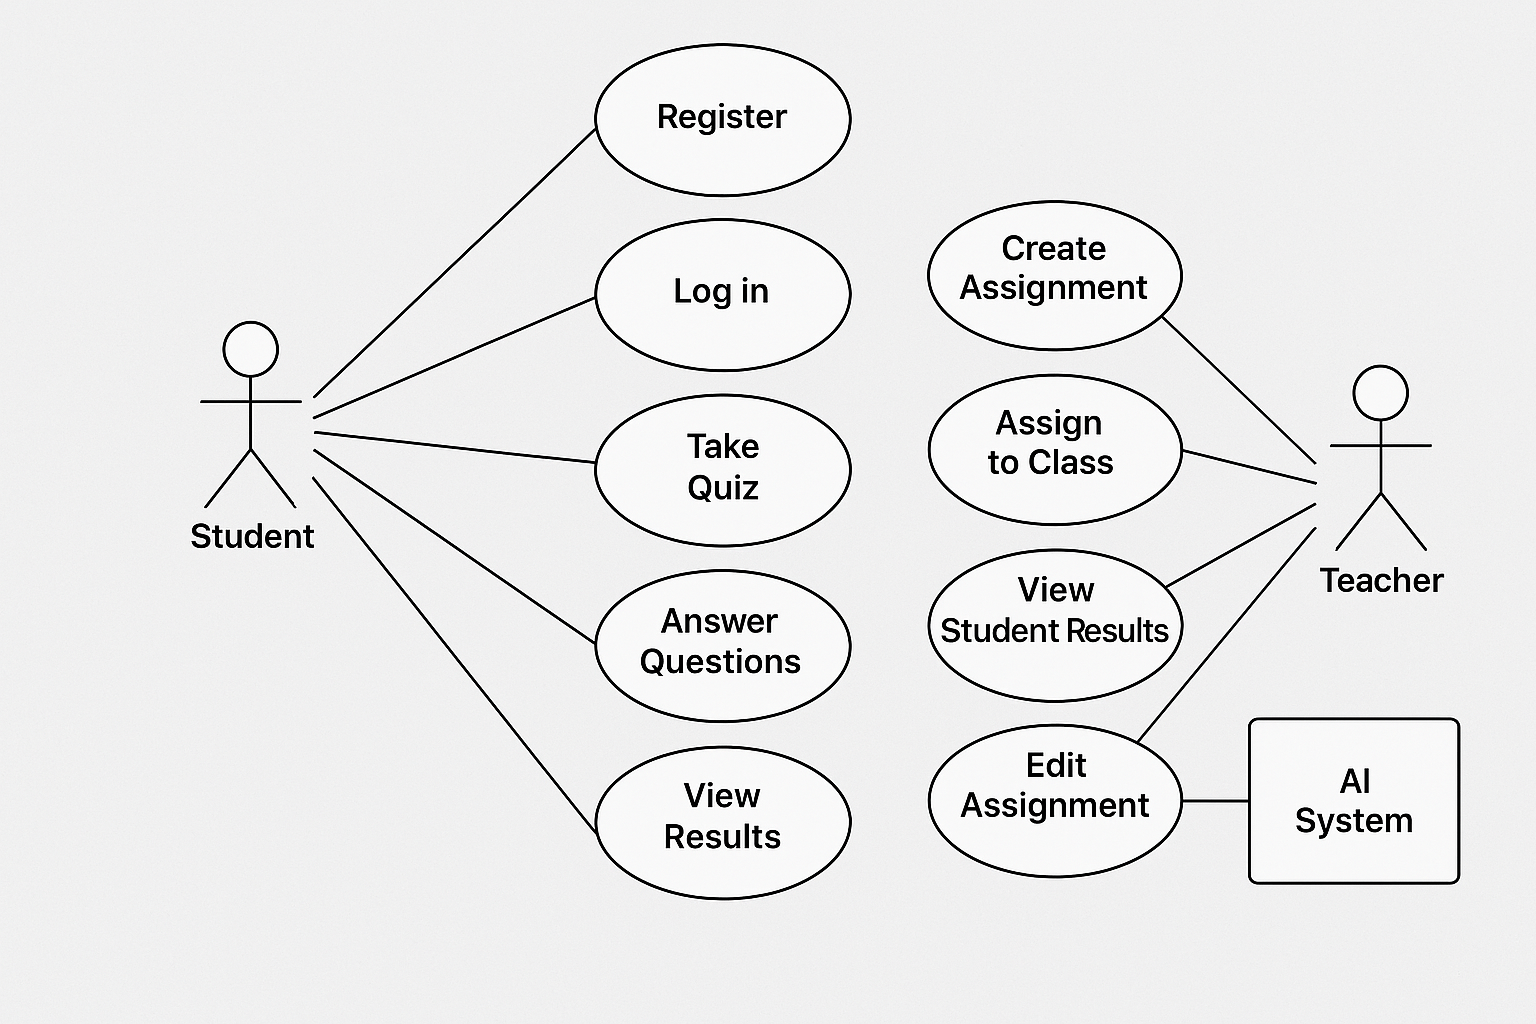 Register
Log in
Take
Quiz
Answer
Questions
View
Results
Student
Create
Assignment
Assign
to Class
View
Student Results
Edit
Assignment
Teacher
AI
System